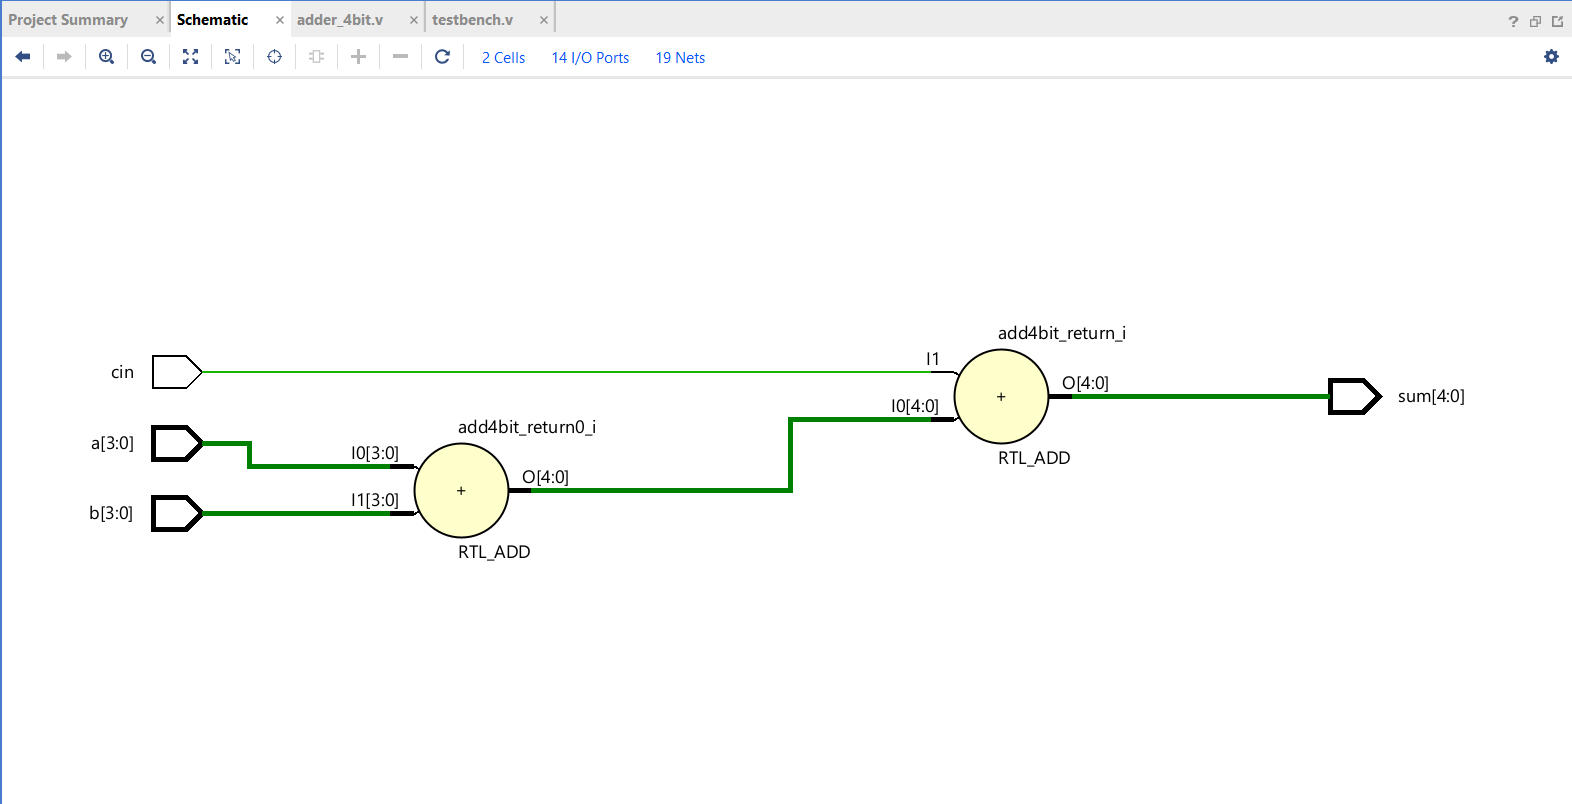 Project Summary × Schematic × adder_4bit.v × testbench.v × ?
2 Cells 14 I/O Ports 19 Nets
add4bit_return_i
I1
cin
O[4:0]
sum[4:0]
I0[4:0]
+
RTL_ADD
add4bit_return0_i
a[3:0]
I0[3:0]
O[4:0]
I1[3:0]
+
b[3:0]
RTL_ADD